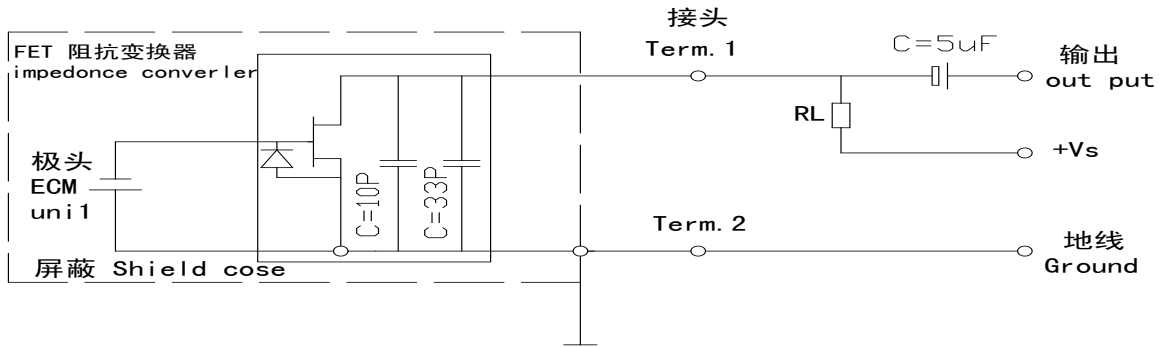 接头
Term.1
C=5uF
输出
out put
FET 阻抗变换器
impedonce converler
RL
+Vs
极头
ECM
uni1
C=10P
C=33P
Term.2
地线
Ground
屏蔽 Shield cose